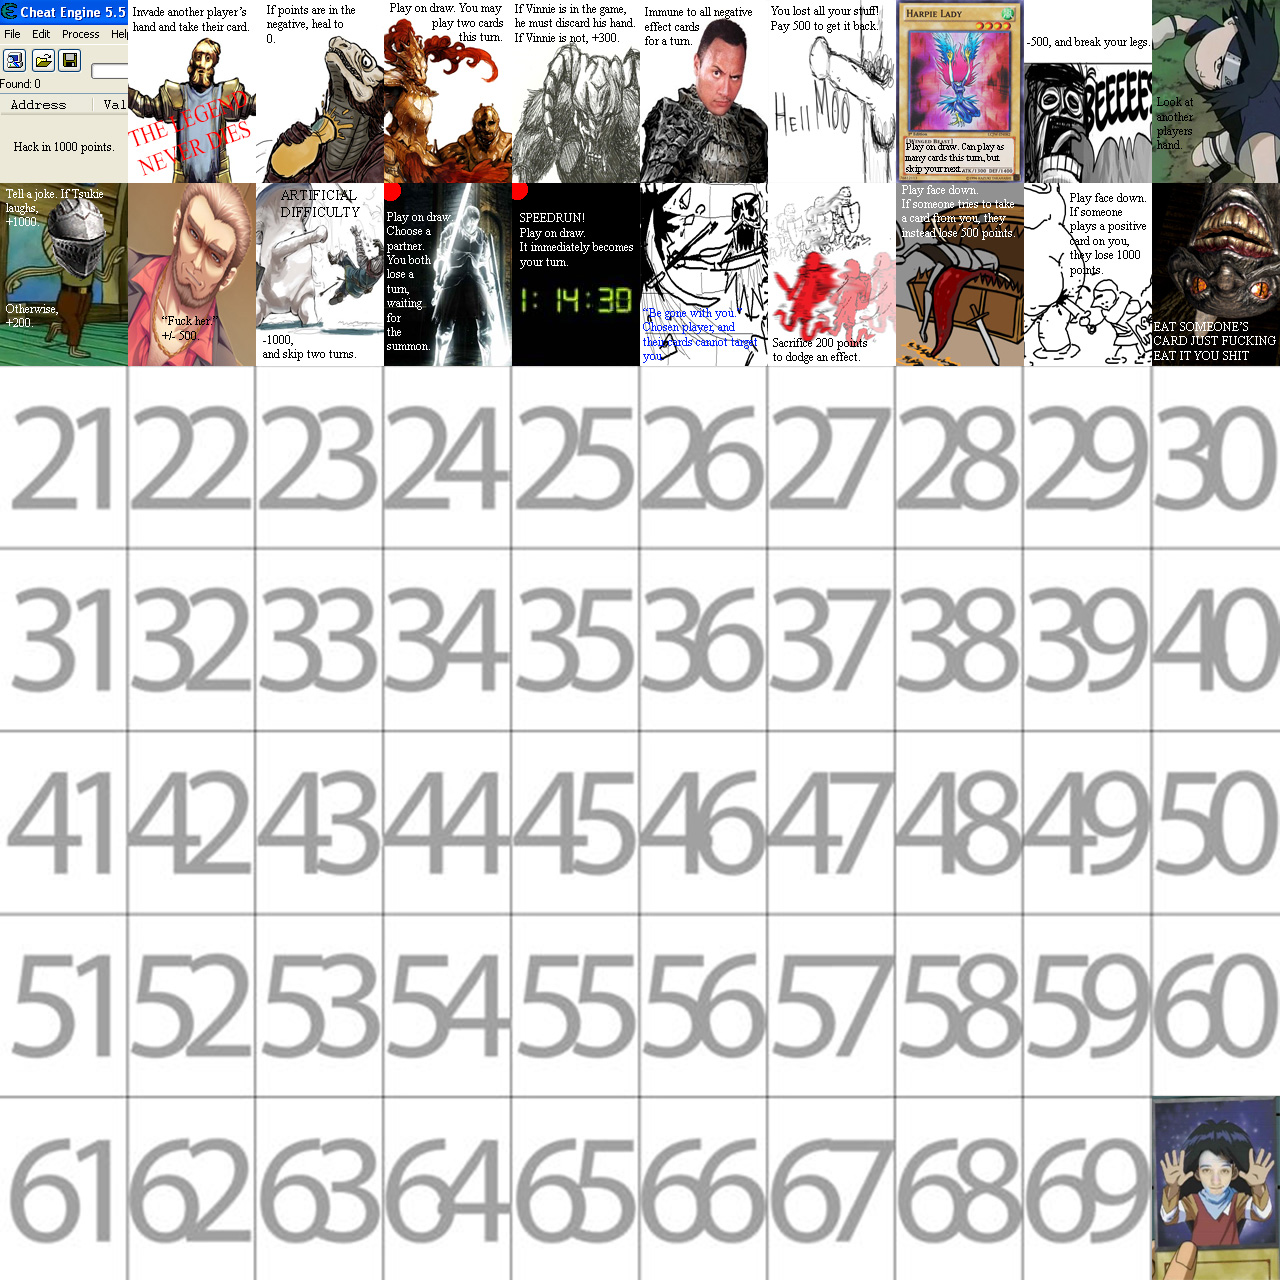 Cheat Engine 5.5
File Edit Process Help
Found: 0
Address Val
Hack in 1000 points.
Invade another player's
hand and take their card.
THE LEGEND
NEVER DIES
If points are in the
negative, heal to
0.
Play on draw. You may
play two cards
this turn.
If Vinnie is in the game,
he must discard his hand.
If Vinnie is not, +300.
Immune to all negative
effect cards
for a turn.
You lost all your stuff!
Pay 500 to get it back.
Hell MOO
HARPIE LADY
1st Edition
[WINGED BEAST]
Play on draw. Can play as
many cards this turn, but
skip your next.
ATK/1300 DEF/1400
-500, and break your legs.
BEEEEEE
Look at
another
players
hand.
Tell a joke. If Tsukie
laughs,
+1000.
Otherwise,
+200.
"Fuck her."
+/- 500.
ARTIFICIAL
DIFFICULTY
-1000,
and skip two turns.
Play on draw.
Choose a
partner.
You both
lose a
turn,
waiting
for
the
summon.
SPEEDRUN!
Play on draw.
It immediately becomes
your turn.
1:14:30
"Be gone with you."
Chosen player, and
their cards cannot target
you.
Sacrifice 200 points
to dodge an effect.
Play face down.
If someone tries to take
a card from you, they
instead lose 500 points.
Play face down.
If someone
plays a positive
card on you,
they lose 1000
points.
EAT SOMEONE'S
CARD JUST FUCKING
EAT IT YOU SHIT
21 22 23 24 25 26 27 28 29 30
31 32 33 34 35 36 37 38 39 40
41 42 43 44 45 46 47 48 49 50
51 52 53 54 55 56 57 58 59 60
61 62 63 64 65 66 67 68 69